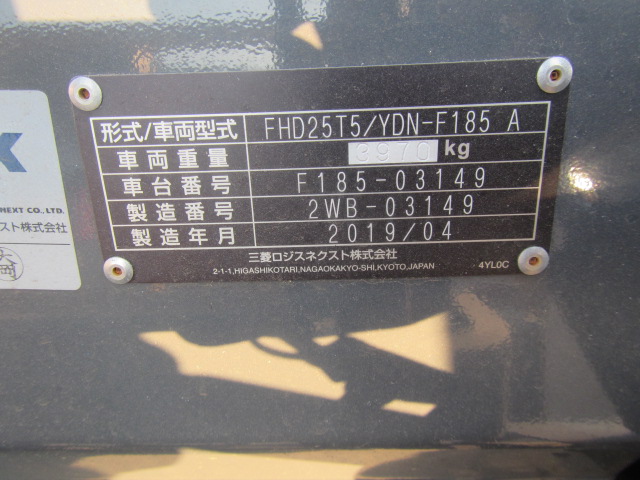 形式/車両型式 FHD25T5/YDN-F185 A
車両重量 3970 kg
車台番号 F185-03149
製造番号 2WB-03149
製造年月 2019/04
三菱ロジスネクスト株式会社
2-1-1,HIGASHIKOTARI,NAGAOKAKYO-SHI,KYOTO,JAPAN 4YL0C
NEXT CO., LTD.
クスト株式会社